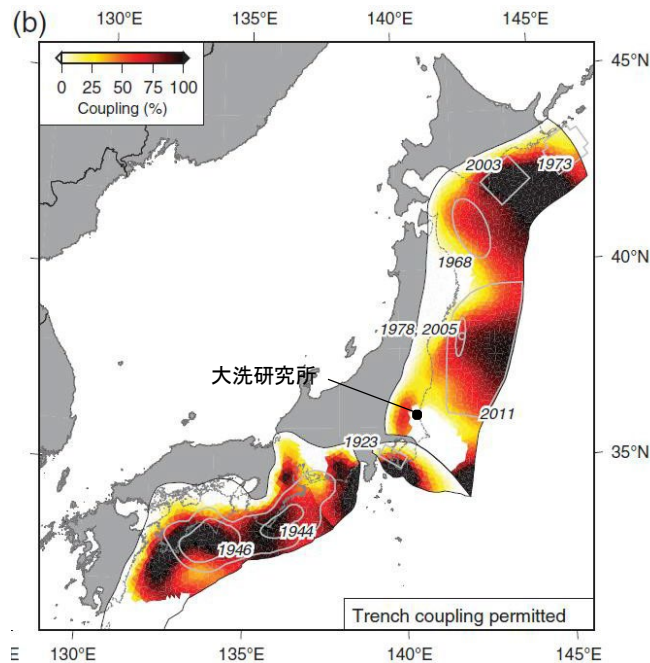 (b)
130°E 135°E 140°E 145°E
0 25 50 75 100
Coupling (%)
45°N
2003 1973
40°N
1968
1978, 2005
大洗研究所
2011
1923
35°N
1944
1946
Trench coupling permitted
130°E 135°E 140°E 145°E